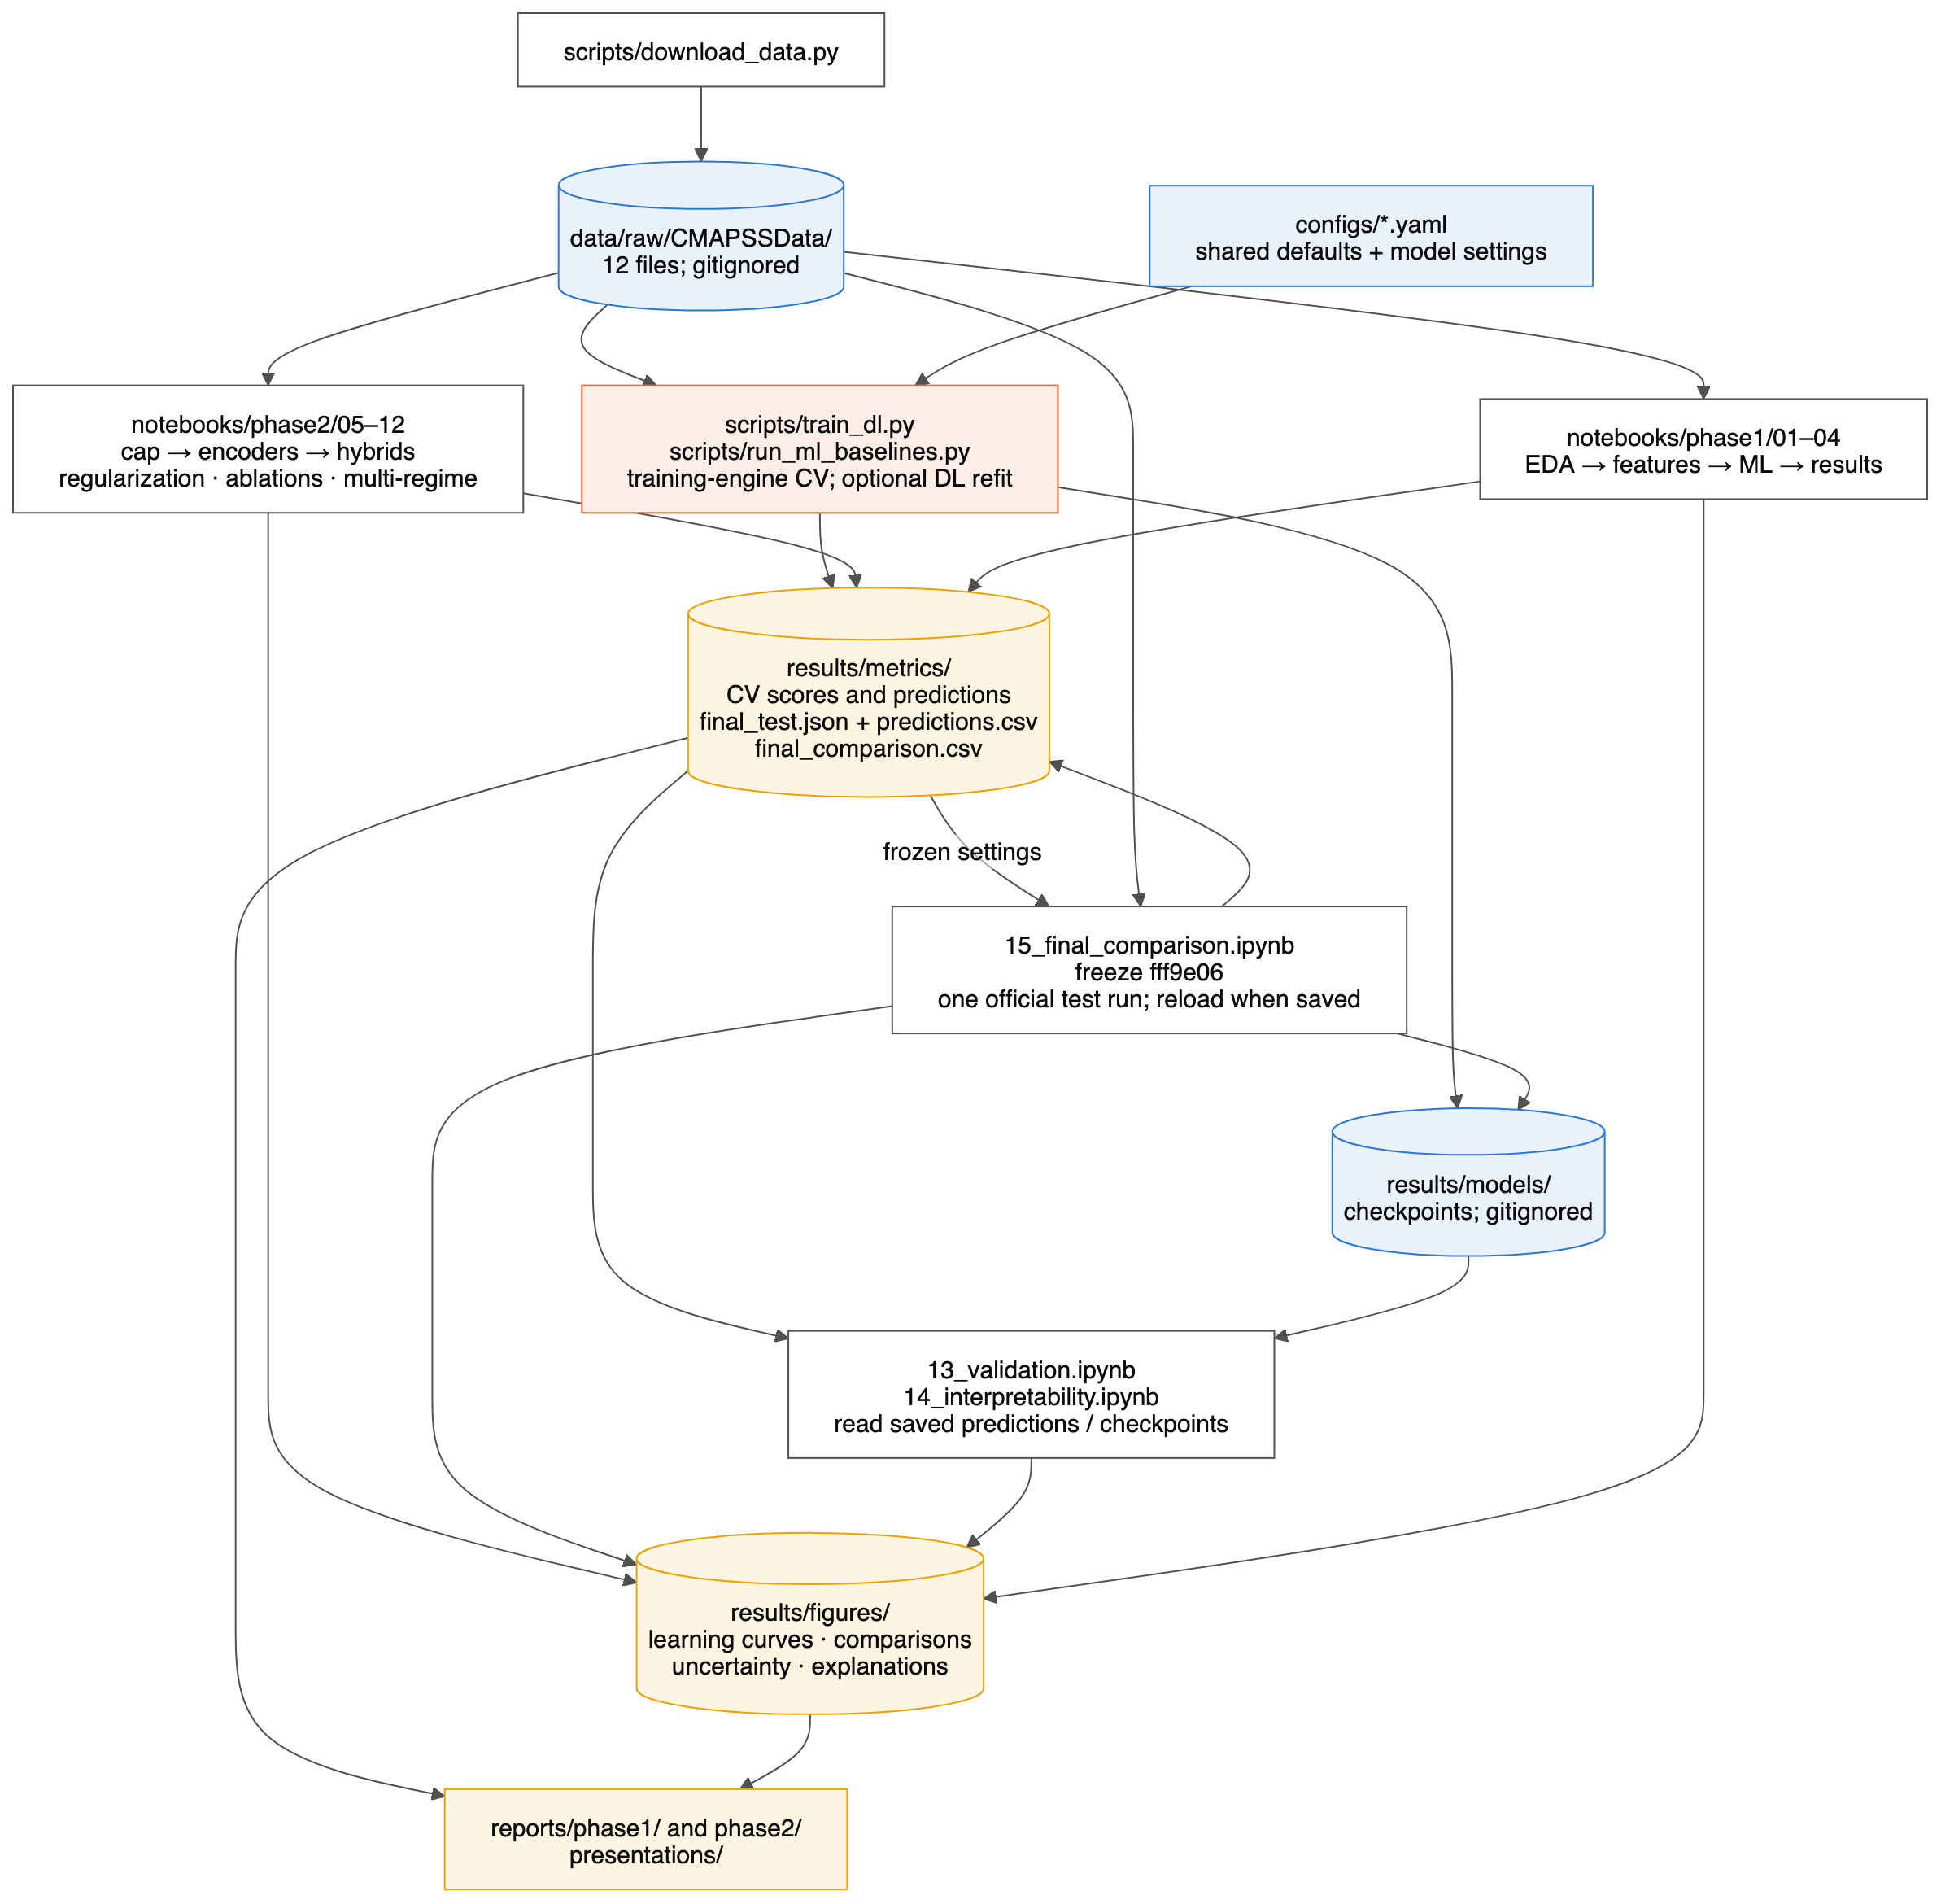 scripts/download_data.py
data/raw/CMAPSSData/
12 files; gitignored
configs/*.yaml
shared defaults + model settings
notebooks/phase2/05–12
cap → encoders → hybrids
regularization · ablations · multi-regime
scripts/train_dl.py
scripts/run_ml_baselines.py
training-engine CV; optional DL refit
notebooks/phase1/01–04
EDA → features → ML → results
results/metrics/
CV scores and predictions
final_test.json + predictions.csv
final_comparison.csv
frozen settings
15_final_comparison.ipynb
freeze fff9e06
one official test run; reload when saved
results/models/
checkpoints; gitignored
13_validation.ipynb
14_interpretability.ipynb
read saved predictions / checkpoints
results/figures/
learning curves · comparisons
uncertainty · explanations
reports/phase1/ and phase2/
presentations/